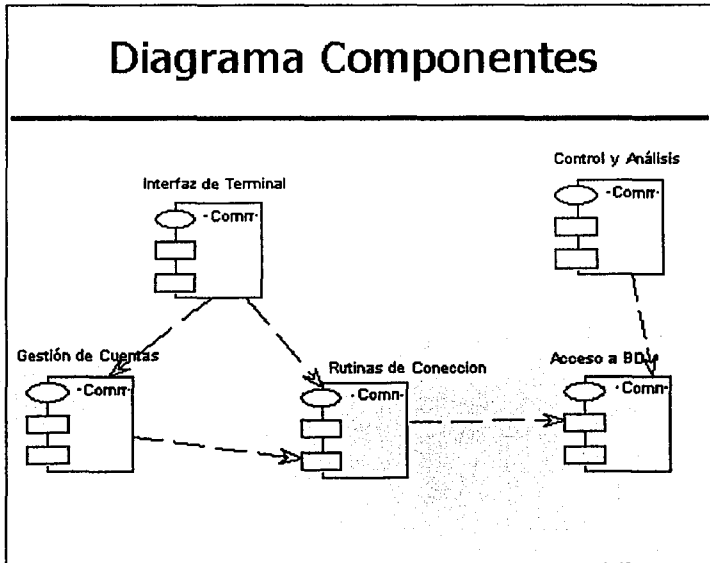 Diagrama Componentes
Control y Análisis
-Comm-
Interfaz de Terminal
-Comm-
Gestión de Cuentas
-Comm-
Rutinas de Coneccion
-Comn-
Acceso a BD
-Comn-